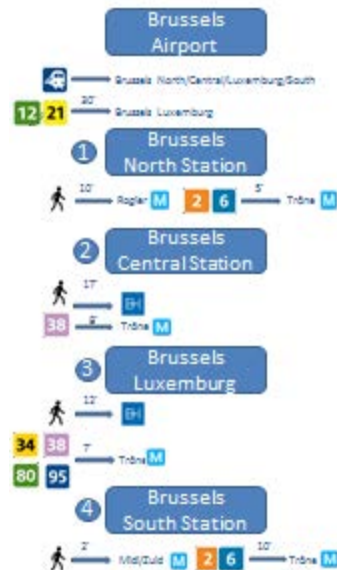 Brussels
Airport
Brussels North/Central/Luxemburg/South
12 21 30' Brussels Luxemburg
1 Brussels
North Station
10' Rogier M 2 6 5' Trône M
2 Brussels
Central Station
17'
38 Trône M
3 Brussels
Luxemburg
34 38
7' Trône M
80 95
4 Brussels
South Station
2' Midi/Zuid M 2 6 10' Trône M